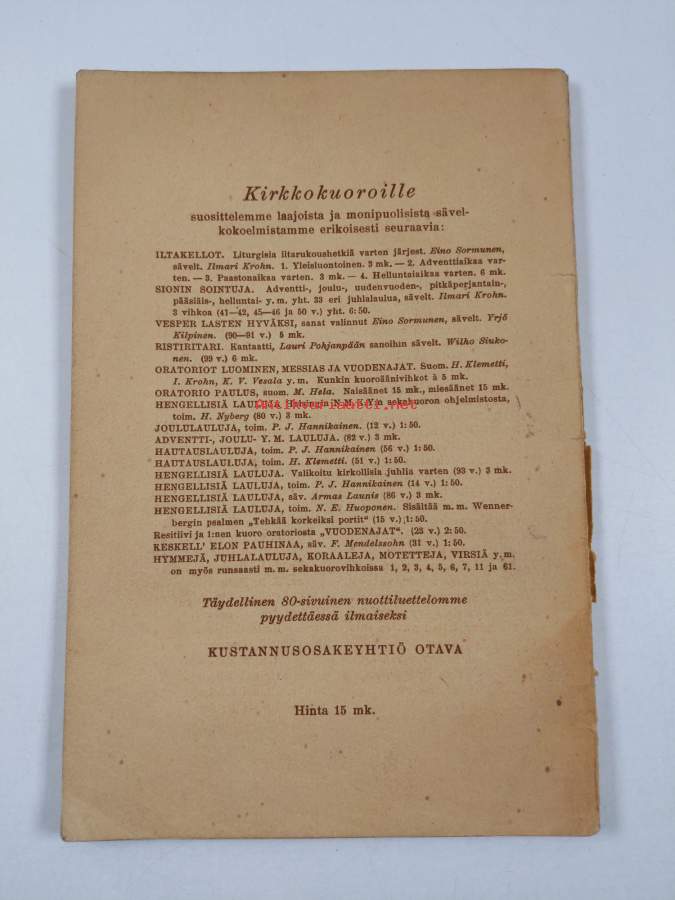 Kirkkokuoroille
suosittelemme laajoista ja monipuolisista sävel-
kokoelmistamme erikoisesti seuraavia:
ILTAKELLOT. Liturgisia iltarukoushetkiä varten järjest. Eino Sormunen,
sävelt. Ilmari Krohn. 1. Yleisluontoinen. 3 mk. — 2. Adventtiaikaa var-
ten. — 3. Paastonaikaa varten. 3 mk. — 4. Helluntaiaikaa varten. 6 mk.
SIONIN SOINTUJA. Adventti-, joulu-, uudenvuoden-, pitkäperjantain-,
pääsiäis-, helluntai- y. m. yht. 33 eri juhlalaulua, sävelt. Ilmari Krohn.
3 vihkoa (41—42, 45—46 ja 50 v.) yht. 6:50.
VESPER LASTEN HYVÄKSI, sanat valinnut Eino Sormunen, sävelt. Yrjö
Kilpinen. (90—91 v.) 5 mk.
RISTIRITARI. Kantaatti, Lauri Pohjanpään sanoihin sävelt. Wilho Siuko-
nen. (99 v.) 6 mk.
ORATORIOT LUOMINEN, MESSIAS JA VUODENAJAT. Suom. H. Klemetti,
I. Krohn, K. V. Vesala y. m. Kunkin kuoroäänivihkot à 5 mk.
ORATORIO PAULUS, suom. M. Hela. Naisäänet 15 mk., miesäänet 15 mk.
HENGELLISIÄ LAULUJA Helsingin N.M.K.Y:n sekakuoron ohjelmistosta,
toim. H. Nyberg (80 v.) 3 mk.
Antikvariaatti.net
JOULULAULUJA, toim. P. J. Hannikainen. (12 v.) 1:50.
ADVENTTI-, JOULU- Y. M. LAULUJA. (82 v.) 3 mk.
HAUTAUSLAULUJA, toim. P. J. Hannikainen (56 v.) 1:50.
HAUTAUSLAULUJA, toim. H. Klemetti. (51 v.) 1:50.
HENGELLISIÄ LAULUJA. Valikoitu kirkollisia juhlia varten (93 v.) 3 mk.
HENGELLISIÄ LAULUJA, toim. P. J. Hannikainen (14 v.) 1:50.
HENGELLISIÄ LAULUJA, säv. Armas Launis (86 v.) 3 mk.
HENGELLISIÄ LAULUJA, toim. N. E. Huoponen. Sisältää m. m. Wenner-
bergin psalmen „Tehkää korkeiksi portit" (15 v.) 1:50.
Resitiivi ja 1:nen kuoro oratoriosta „VUODENAJAT". (23 v.) 2:50.
KESKELL' ELON PAUHINAA, säv. F. Mendelssohn (31 v.) 1:50.
HYMMEJÄ, JUHLALAULUJA, KORAALEJA, MOTETTEJA, VIRSIÄ y. m.
on myös runsaasti m. m. sekakuorovihkoissa 1, 2, 3, 4, 5, 6, 7, 11 ja 61.
Täydellinen 80-sivuinen nuottiluettelomme
pyydettäessä ilmaiseksi
KUSTANNUSOSAKEYHTIÖ OTAVA
Hinta 15 mk.